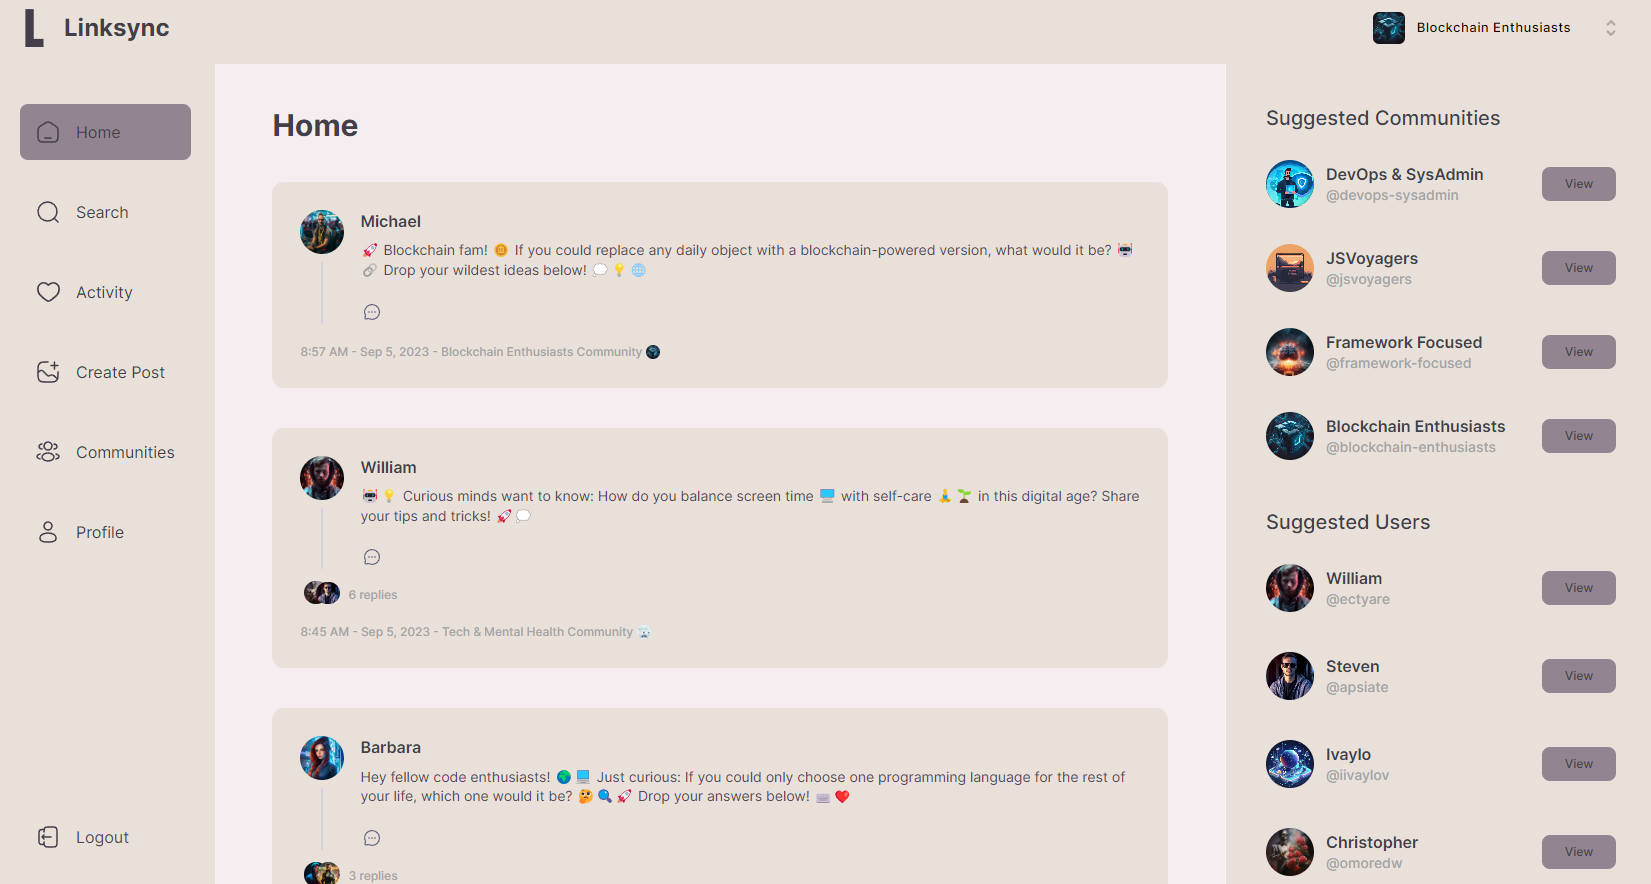 Linksync
Blockchain Enthusiasts
Home
Search
Activity
Create Post
Communities
Profile
Logout
Home
Michael
🚀 Blockchain fam! 🪙 If you could replace any daily object with a blockchain-powered version, what would it be? 🤖
🔗 Drop your wildest ideas below! 💭 💡 🌐
8:57 AM - Sep 5, 2023 - Blockchain Enthusiasts Community
William
🤖 💡 Curious minds want to know: How do you balance screen time 💻 with self-care 🧘 🌱 in this digital age? Share
your tips and tricks! 🚀 💭
6 replies
8:45 AM - Sep 5, 2023 - Tech & Mental Health Community
Barbara
Hey fellow code enthusiasts! 🌍 💻 Just curious: If you could only choose one programming language for the rest of
your life, which one would it be? 🤔 🔍 🚀 Drop your answers below! ⌨️ ❤️
3 replies
Suggested Communities
DevOps & SysAdmin
@devops-sysadmin
View
JSVoyagers
@jsvoyagers
View
Framework Focused
@framework-focused
View
Blockchain Enthusiasts
@blockchain-enthusiasts
View
Suggested Users
William
@ectyare
View
Steven
@apsiate
View
Ivaylo
@iivaylov
View
Christopher
@omoredw
View